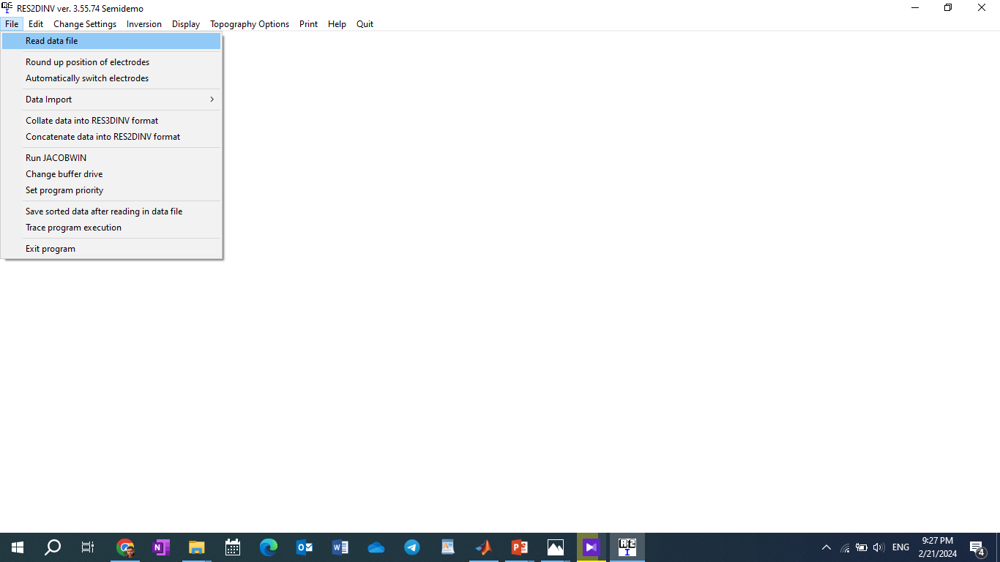 RES2DINV ver. 3.55.74 Semidemo
File Edit Change Settings Inversion Display Topography Options Print Help Quit
Read data file
Round up position of electrodes
Automatically switch electrodes
Data Import
Collate data into RES3DINV format
Concatenate data into RES2DINV format
Run JACOBWIN
Change buffer drive
Set program priority
Save sorted data after reading in data file
Trace program execution
Exit program
ENG
9:27 PM
2/21/2024
4